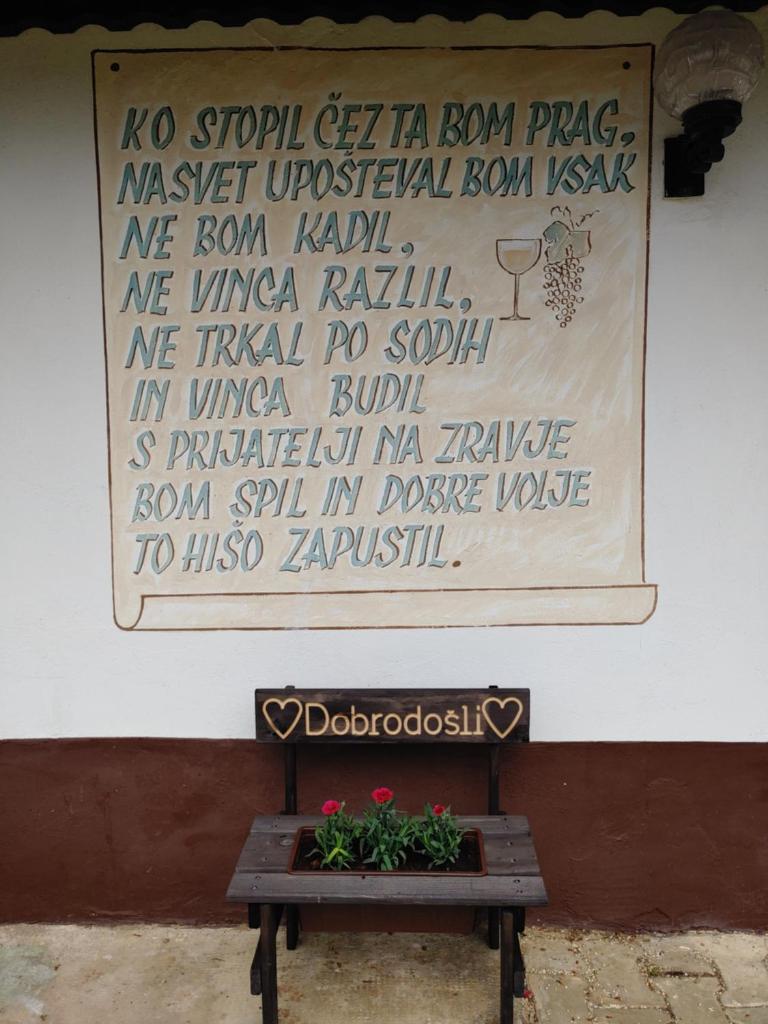 KO STOPIL ČEZ TA BOM PRAG,
NASVET UPOŠTEVAL BOM VSAK
NE BOM KADIL,
NE VINCA RAZLIL,
NE TRKAL PO SODIH
IN VINCA BUDIL
S PRIJATELJI NA ZRAVJE
BOM SPIL IN DOBRE VOLJE
TO HIŠO ZAPUSTIL.
♡Dobrodošli♡